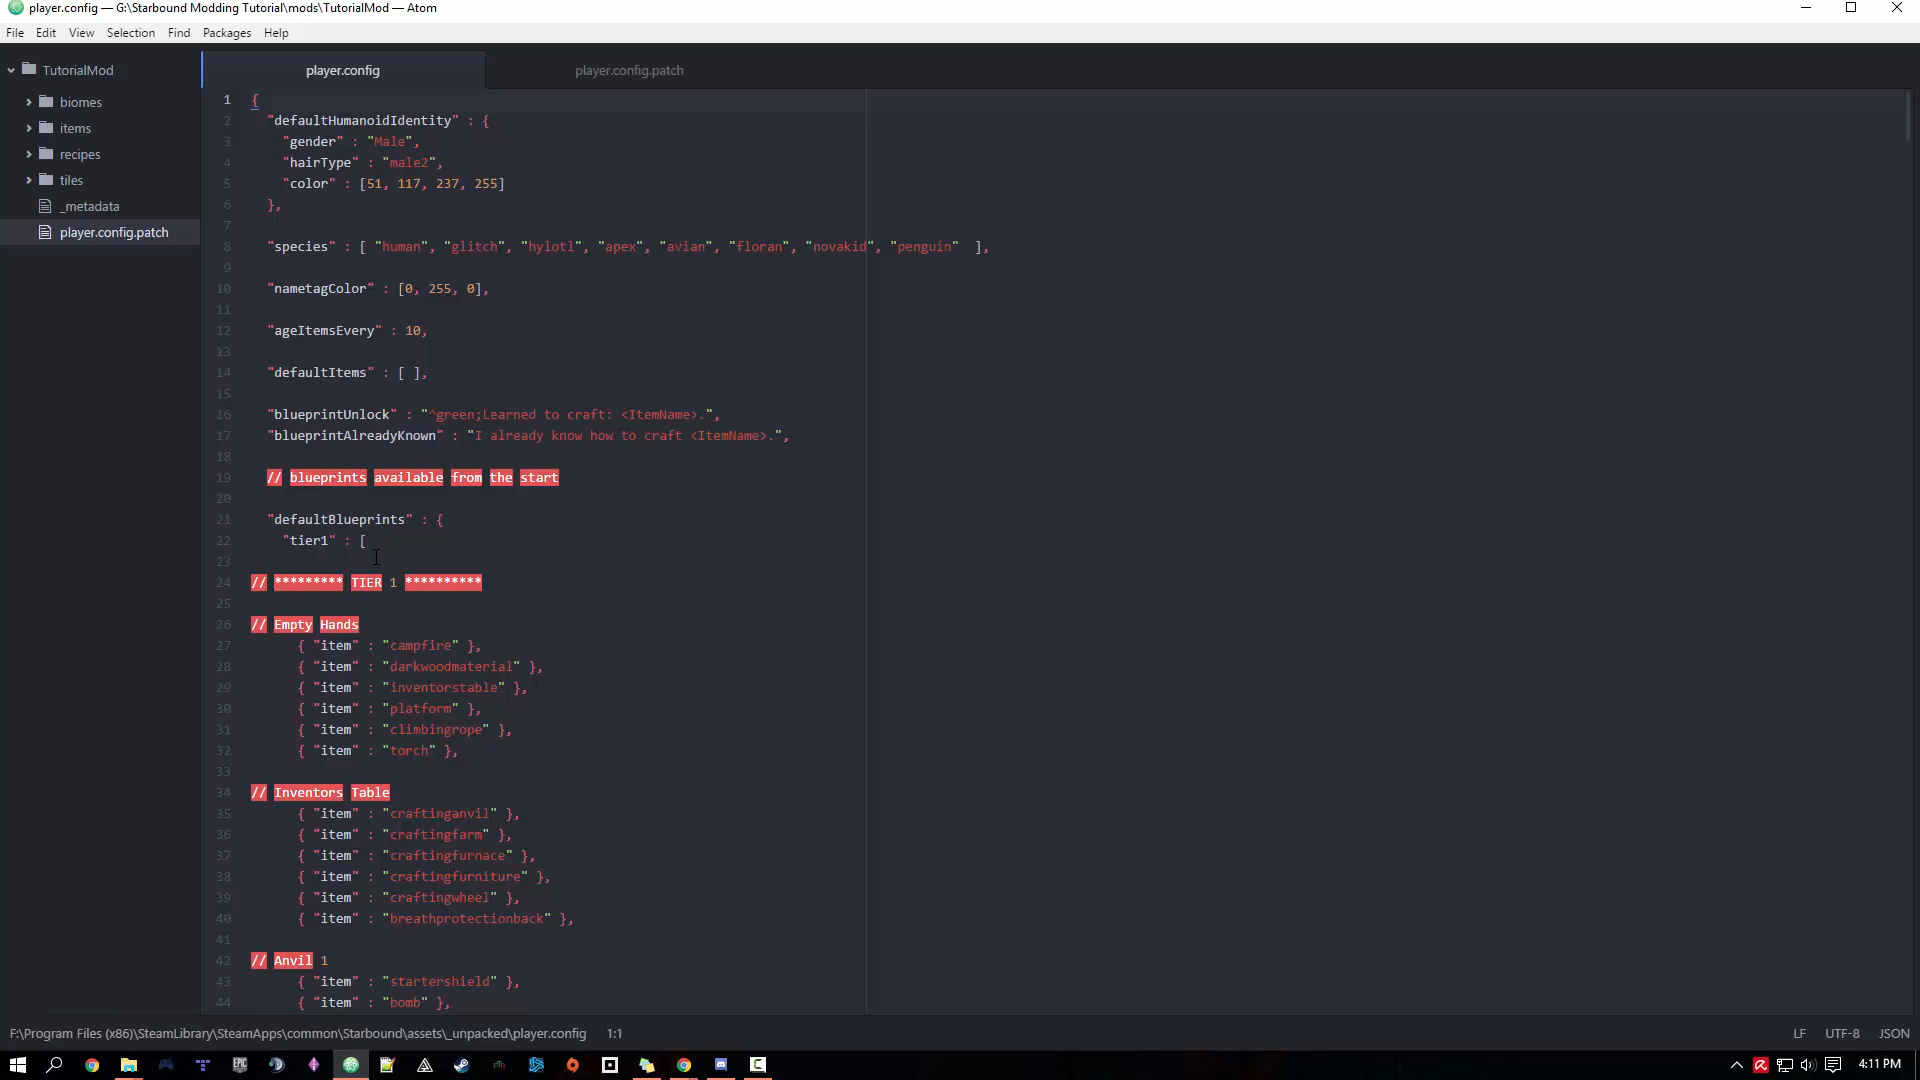 player.config — G:\Starbound Modding Tutorial\mods\TutorialMod — Atom
File Edit View Selection Find Packages Help
TutorialMod
biomes
items
recipes
tiles
_metadata
player.config.patch
player.config
player.config.patch
1 {
2 "defaultHumanoidIdentity" : {
3 "gender" : "Male",
4 "hairType" : "male2",
5 "color" : [51, 117, 237, 255]
6 },
7
8 "species" : [ "human", "glitch", "hylotl", "apex", "avian", "floran", "novakid", "penguin" ],
9
10 "nametagColor" : [0, 255, 0],
11
12 "ageItemsEvery" : 10,
13
14 "defaultItems" : [ ],
15
16 "blueprintUnlock" : "^green;Learned to craft: <ItemName>.",
17 "blueprintAlreadyKnown" : "I already know how to craft <ItemName>.",
18
19 // blueprints available from the start
20
21 "defaultBlueprints" : {
22 "tier1" : [
23
24 // ********* TIER 1 **********
25
26 // Empty Hands
27 { "item" : "campfire" },
28 { "item" : "darkwoodmaterial" },
29 { "item" : "inventorstable" },
30 { "item" : "platform" },
31 { "item" : "climbingrope" },
32 { "item" : "torch" },
33
34 // Inventors Table
35 { "item" : "craftinganvil" },
36 { "item" : "craftingfarm" },
37 { "item" : "craftingfurnace" },
38 { "item" : "craftingfurniture" },
39 { "item" : "craftingwheel" },
40 { "item" : "breathprotectionback" },
41
42 // Anvil 1
43 { "item" : "startershield" },
44 { "item" : "bomb" },
F:\Program Files (x86)\SteamLibrary\SteamApps\common\Starbound\assets\_unpacked\player.config 1:1 LF UTF-8 JSON
EPIC
4:11 PM